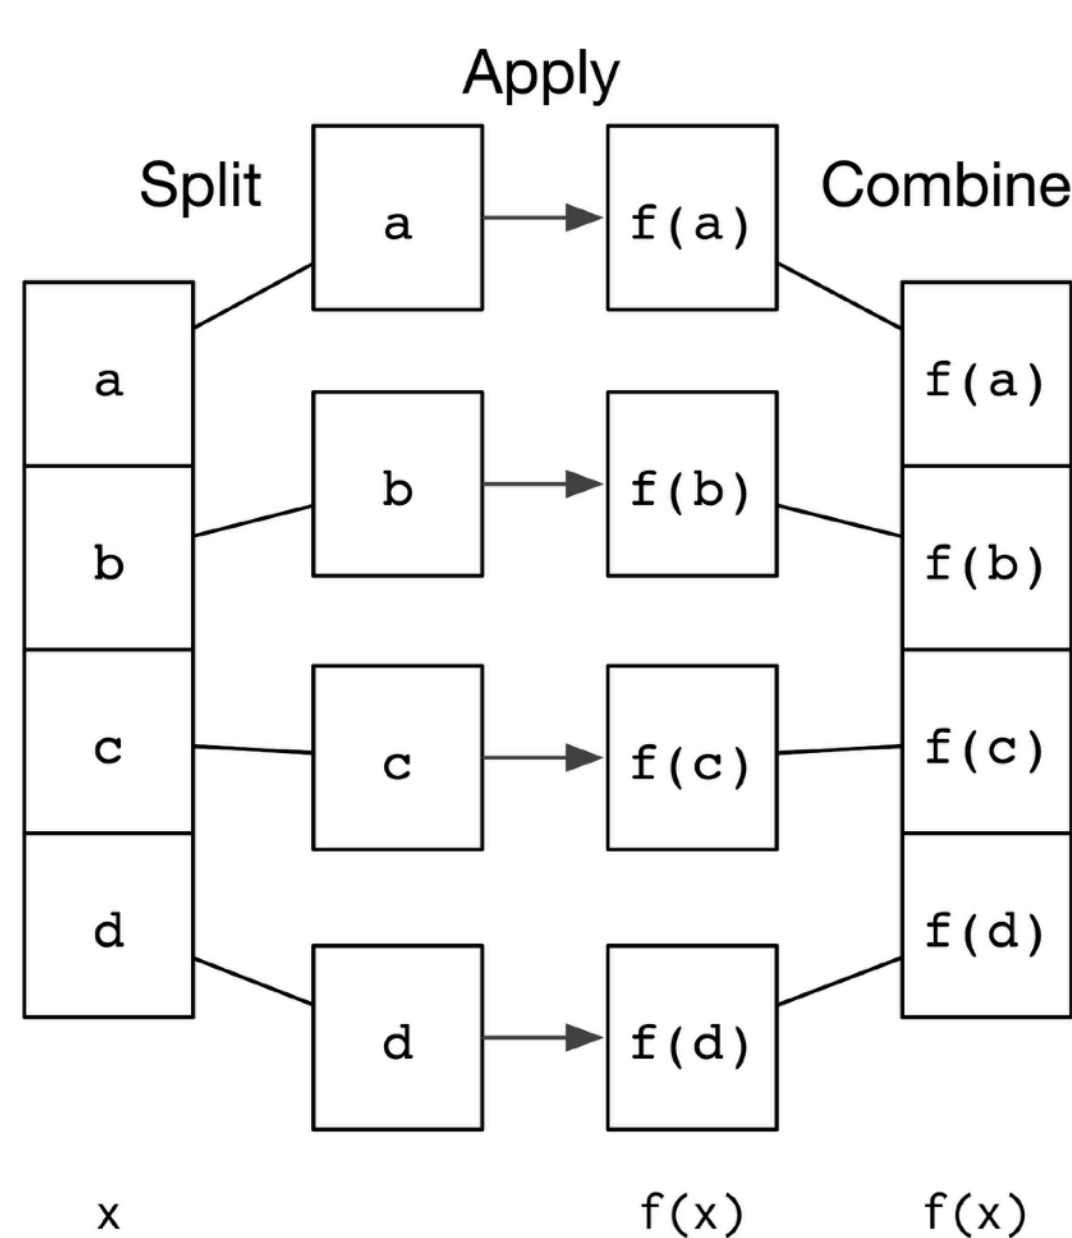 Apply
Split
Combine
a
f(a)
a
f(a)
b
f(b)
b
f(b)
c
f(c)
c
f(c)
d
f(d)
d
f(d)
x
f(x)
f(x)